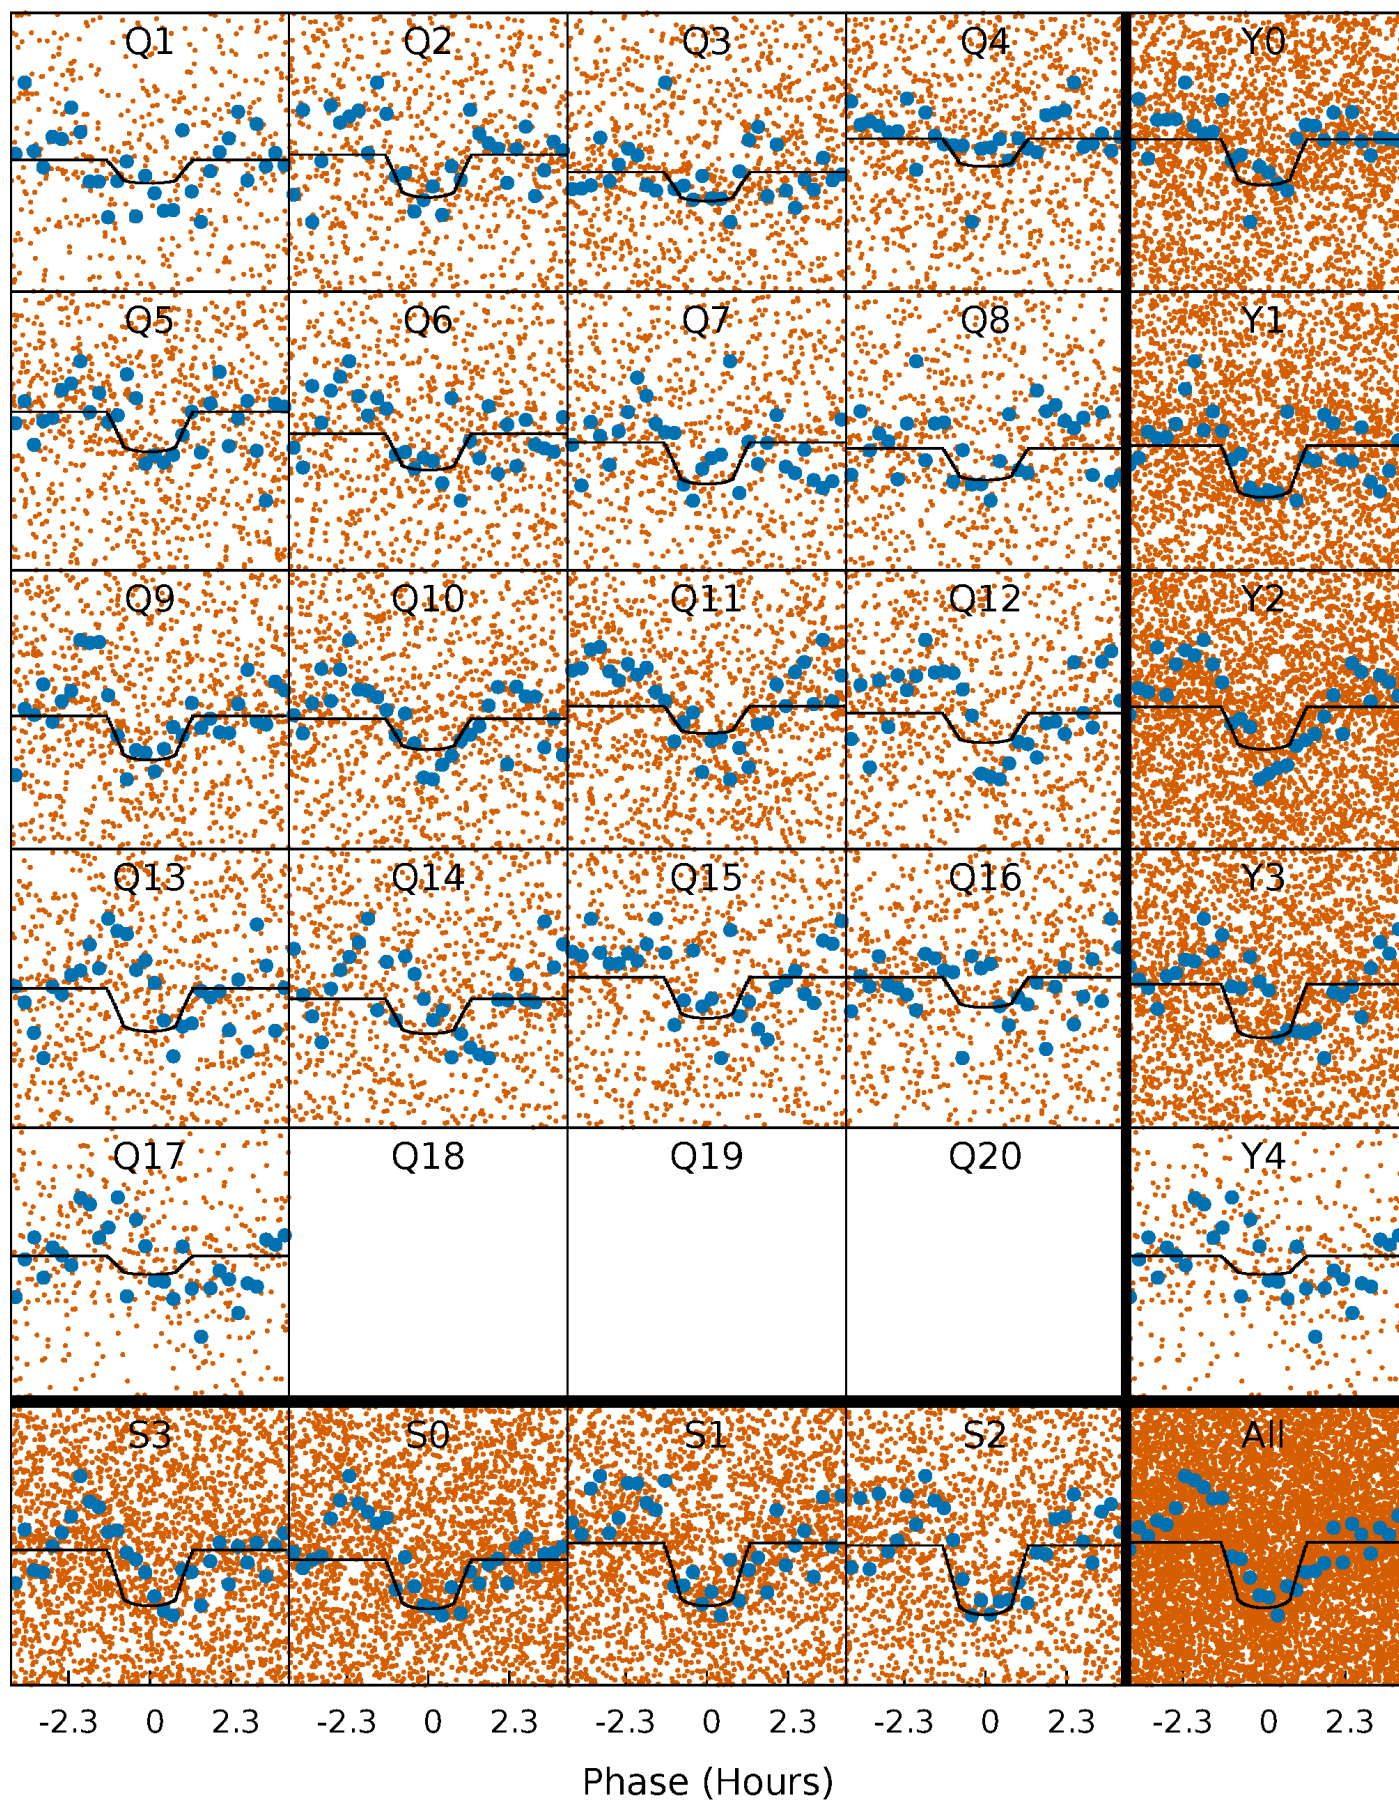 Q1 Q2 Q3 Q4 Y0
Q5 Q6 Q7 Q8 Y1
Q9 Q10 Q11 Q12 Y2
Q13 Q14 Q15 Q16 Y3
Q17 Q18 Q19 Q20 Y4
S3 S0 S1 S2 All
-2.3 0 2.3 -2.3 0 2.3 -2.3 0 2.3 -2.3 0 2.3 -2.3 0 2.3
Phase (Hours)